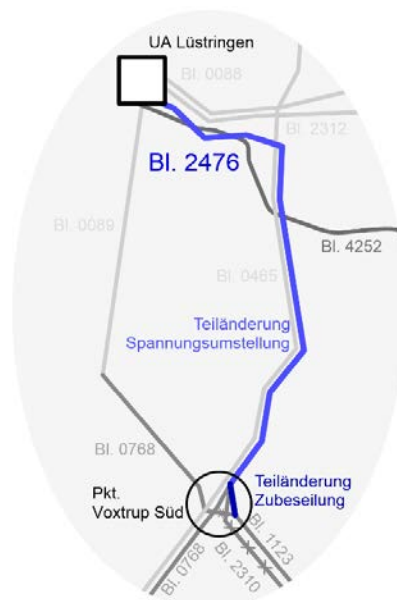 UA Lüstringen
Bl. 0088
Bl. 2312
Bl. 2476
Bl. 0089
Bl. 4252
Bl. 0465
Teiländerung
Spannungsumstellung
Bl. 0768
Teiländerung
Zubeseilung
Pkt.
Voxtrup Süd
Bl. 1123
Bl. 0768
Bl. 2310